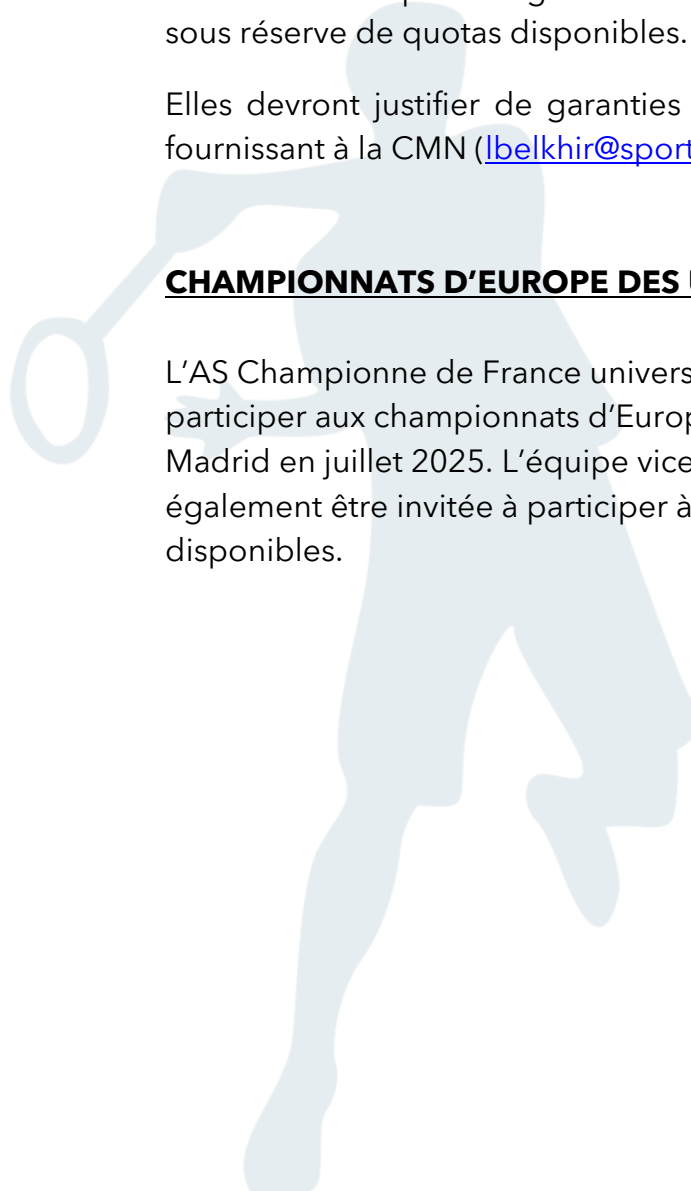 sous réserve de quotas disponibles.
Elles devront justifier de garanties
fournissant à la CMN (lbelkhir@sport
CHAMPIONNATS D’EUROPE DES
L’AS Championne de France univers
participer aux championnats d’Europ
Madrid en juillet 2025. L’équipe vice
également être invitée à participer à
disponibles.